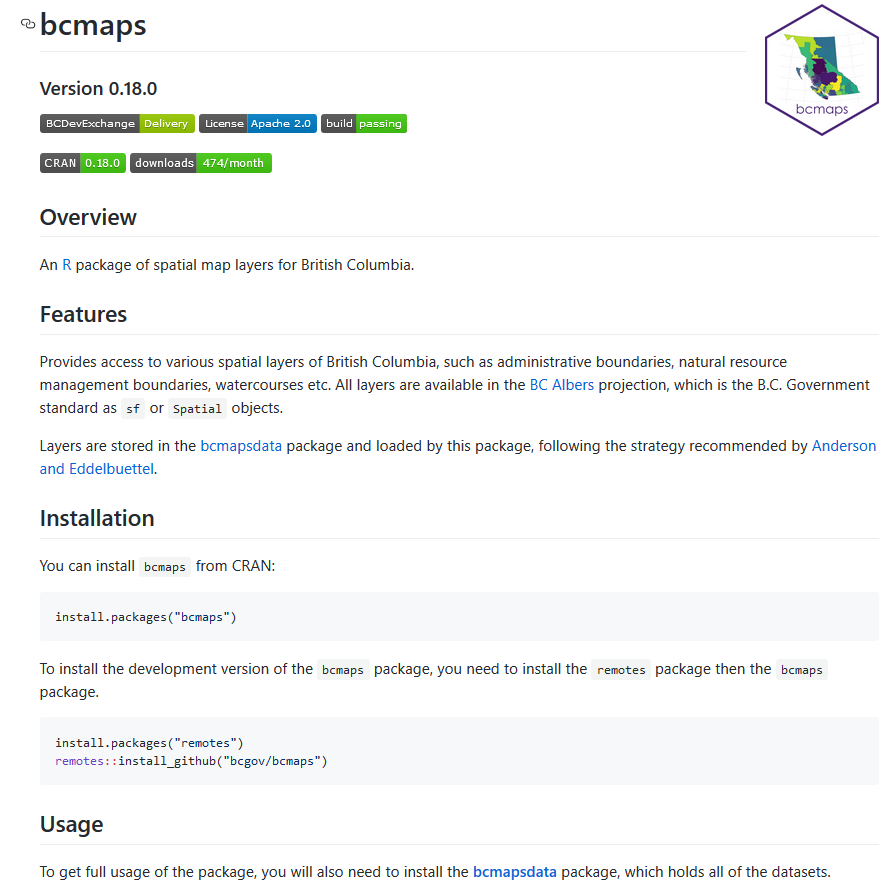 bcmaps
bcmaps
Version 0.18.0
BCDevExchange Delivery License Apache 2.0 build passing
CRAN 0.18.0 downloads 474/month
Overview
An R package of spatial map layers for British Columbia.
Features
Provides access to various spatial layers of British Columbia, such as administrative boundaries, natural resource
management boundaries, watercourses etc. All layers are available in the BC Albers projection, which is the B.C. Government
standard as sf or Spatial objects.
Layers are stored in the bcmapsdata package and loaded by this package, following the strategy recommended by Anderson
and Eddelbuettel.
Installation
You can install bcmaps from CRAN:
install.packages("bcmaps")
To install the development version of the bcmaps package, you need to install the remotes package then the bcmaps
package.
install.packages("remotes")
remotes::install_github("bcgov/bcmaps")
Usage
To get full usage of the package, you will also need to install the bcmapsdata package, which holds all of the datasets.